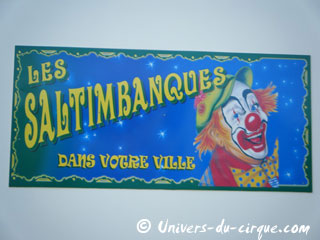 LES
SALTIMBANQUES
DANS VOTRE VILLE
© Univers-du-cirque.com